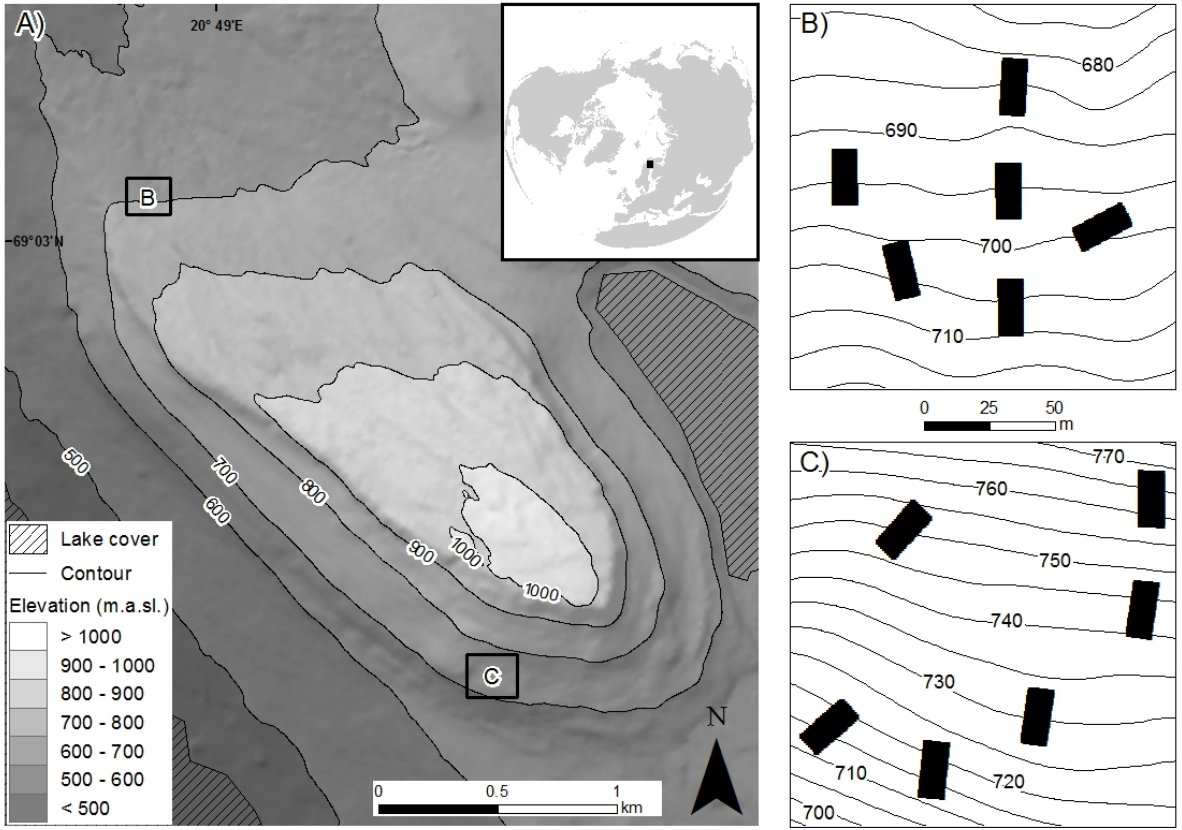 A)
20° 49'E
B
69°03'N
500
700
600
800
900
1000
1000
C
Lake cover
Contour
Elevation (m.a.sl.)
> 1000
900 - 1000
800 - 900
700 - 800
600 - 700
500 - 600
< 500
0 0.5 1
km
N
B)
680
690
700
710
0 25 50
m
C)
770
760
750
740
730
720
710
700